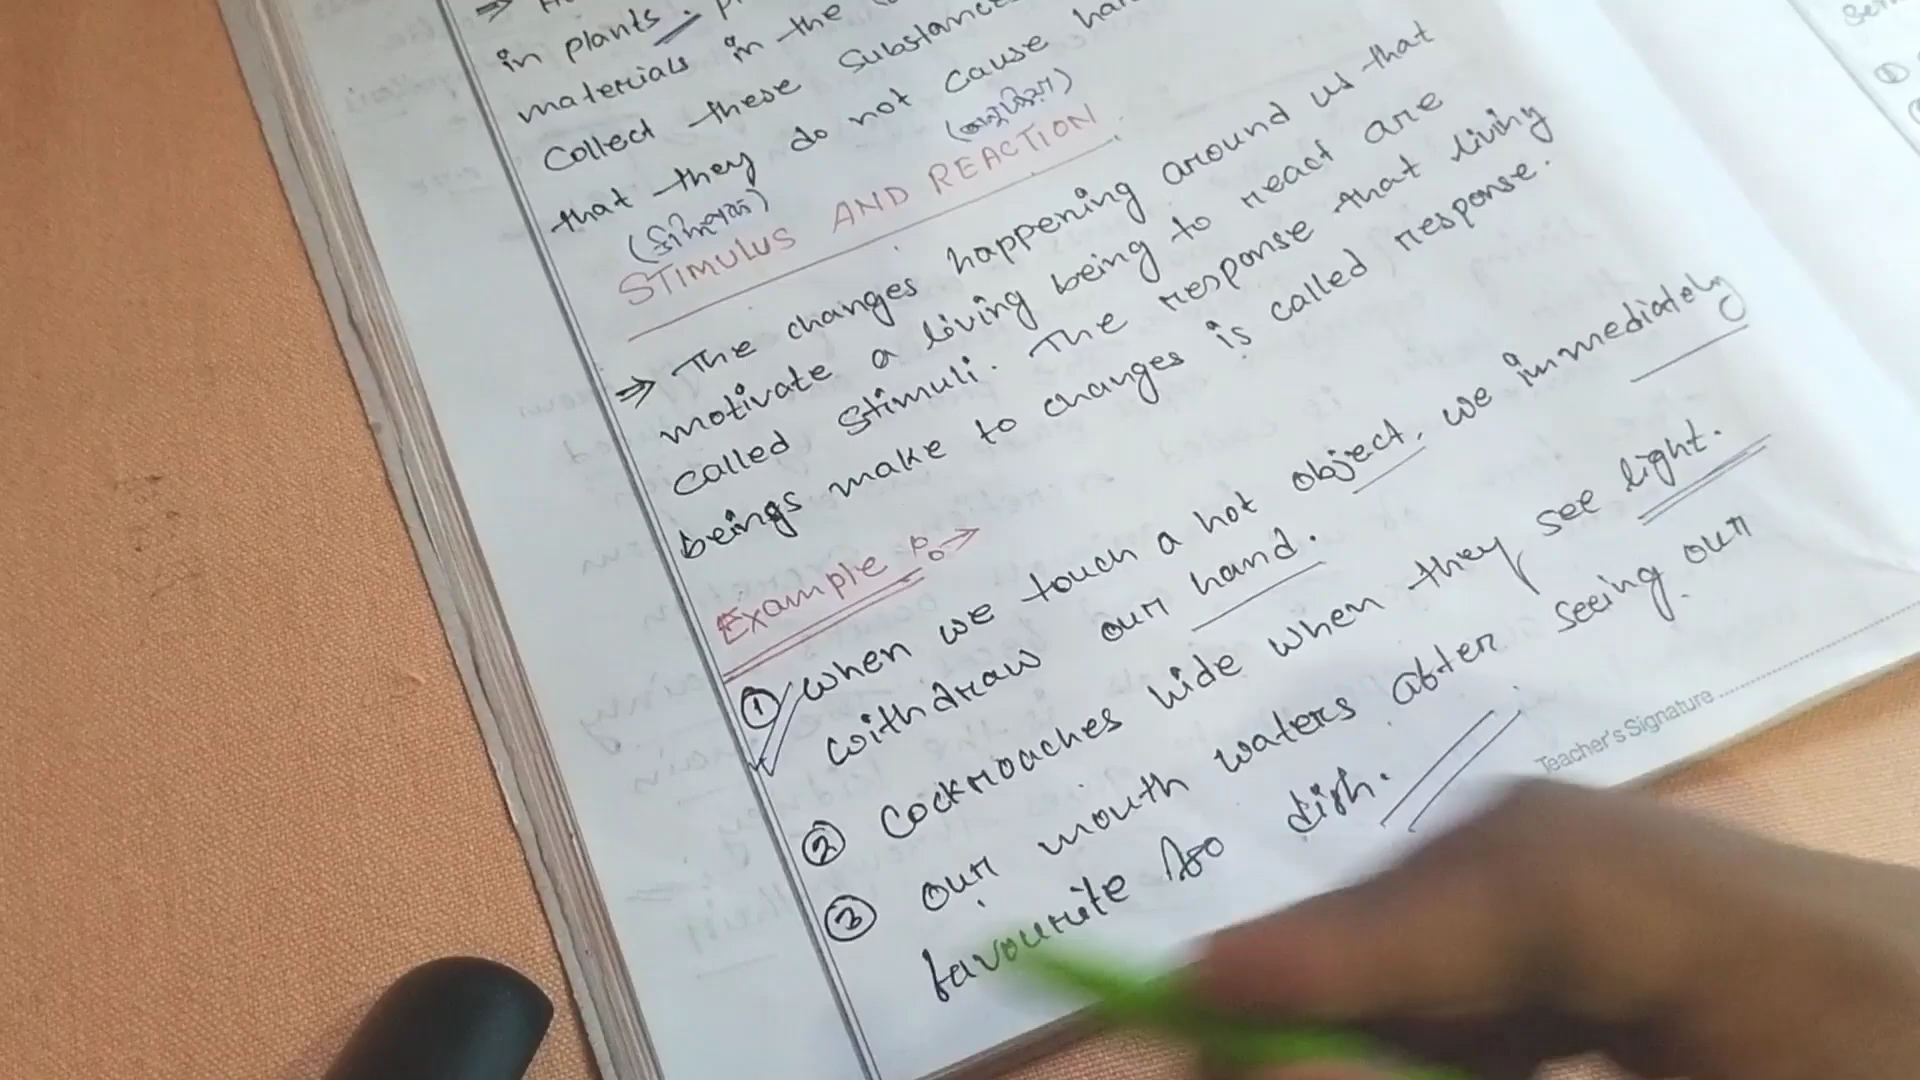 in plants.
materials in the
Collect these Substance
that they do not cause
STIMULUS AND REACTION
⇒ The changes happening around us that
motivate a living being to react are
called stimuli. The response that living
beings make to changes is called response.
Example :→
① When we touch a hot object, we immediately
withdraw our hand.
② Cockroaches hide when they see light.
③ our mouth waters after seeing our
favourite fo dish.
Teacher's Signature